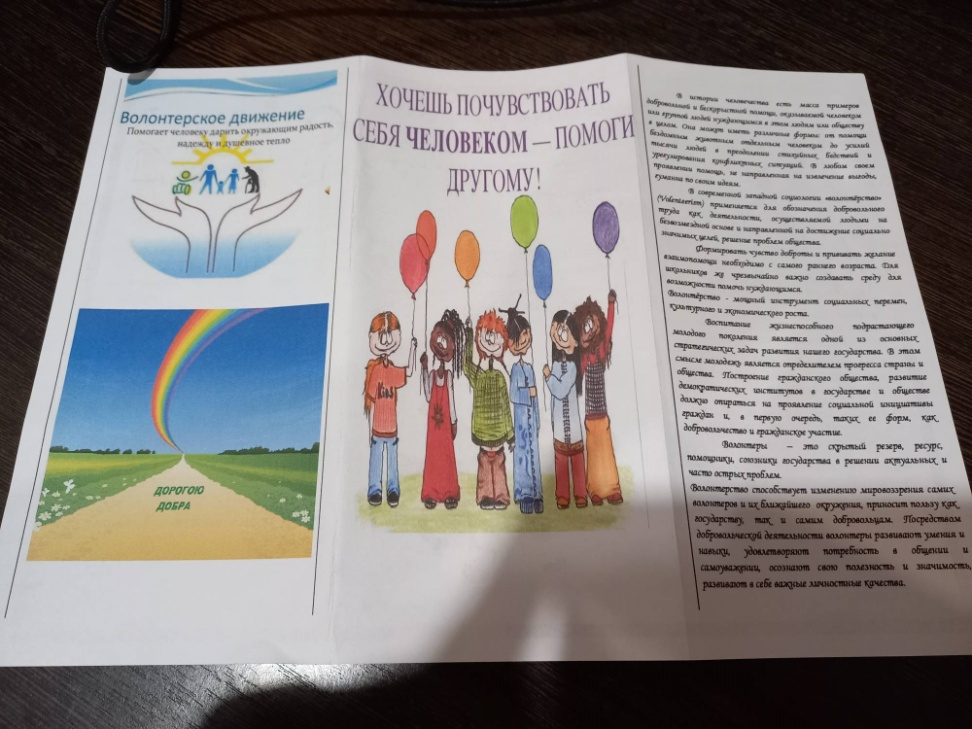 Волонтерское движение
Помогает человеку дарить окружающим радость,
надежду и душевное тепло
ДОРОГОЮ
ДОБРА
ХОЧЕШЬ ПОЧУВСТВОВАТЬ
СЕБЯ ЧЕЛОВЕКОМ — ПОМОГИ
ДРУГОМУ!
KIDS
В истории человечества есть масса примеров
добровольной и бескорыстной помощи, оказываемой человеком
или группой людей нуждающимся в этом людям или обществу
в целом. Она может иметь различные формы: от помощи
бездомным животным отдельным человеком до усилий
тысячи людей в преодолении стихийных бедствий и
урегулирования конфликтных ситуаций. В любом своем
проявлении помощь, не направленная на извлечение выгоды,
гуманна по своим идеям.
В современной западной социологии «волонтёрство»
(Volunteerism) применяется для обозначения добровольного
труда как деятельности, осуществляемой людьми на
безвозмездной основе и направленной на достижение социально
значимых целей, решение проблем общества.
Формировать чувство доброты и прививать желание
взаимопомощи необходимо с самого раннего возраста. Для
школьников же чрезвычайно важно создавать среду для
возможности помочь нуждающимся.
Волонтёрство - мощный инструмент социальных перемен,
культурного и экономического роста.
Воспитание жизнеспособного подрастающего
молодого поколения является одной из основных
стратегических задач развития нашего государства. В этом
смысле молодежь является определителем прогресса страны и
общества. Построение гражданского общества, развитие
демократических институтов в государстве и обществе
должно опираться на проявление социальной инициативы
граждан и, в первую очередь, таких ее форм, как
добровольчество и гражданское участие.
Волонтеры — это скрытый резерв, ресурс,
помощники, союзники государства в решении актуальных и
часто острых проблем.
Волонтерство способствует изменению мировоззрения самих
волонтеров и их ближайшего окружения, приносит пользу как
государству, так и самим добровольцам. Посредством
добровольческой деятельности волонтеры развивают умения и
навыки, удовлетворяют потребность в общении и
самоуважении, осознают свою полезность и значимость,
развивают в себе важные личностные качества.